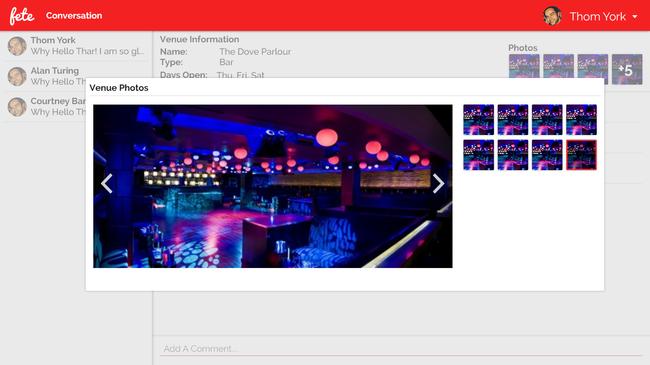 fete
Conversation
Thom York
Thom York
Why Hello Thar! I am so gl...
Alan Turing
Why Hello Th
Courtney Bar
Why Hello Th
Venue Information
Name: The Dove Parlour
Type: Bar
Days Open: Thu, Fri, Sat
Photos
+5
Venue Photos
Add A Comment...